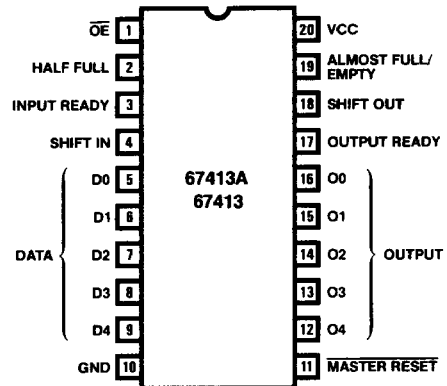 OE 1 20 VCC
HALF FULL 2 19 ALMOST FULL/
EMPTY
INPUT READY 3 18 SHIFT OUT
SHIFT IN 4 17 OUTPUT READY
D0 5 67413A 16 O0
67413
D1 6 15 O1
DATA D2 7 14 O2 OUTPUT
D3 8 13 O3
D4 9 12 O4
GND 10 11 MASTER RESET